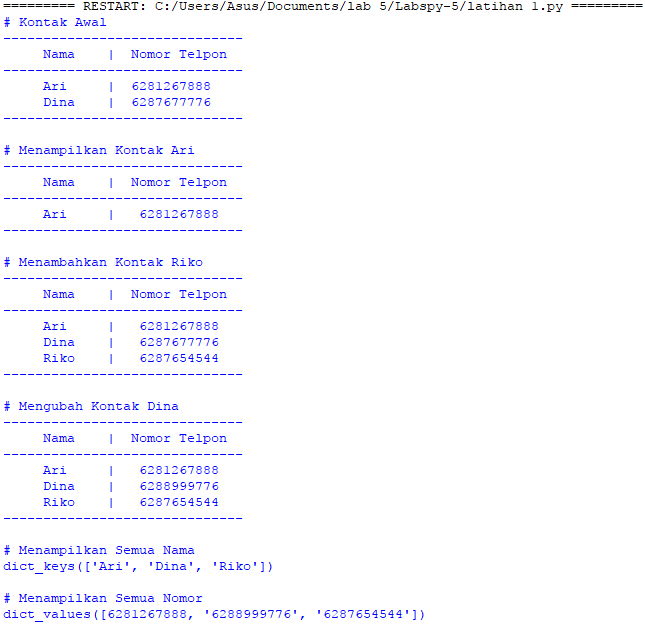 ========= RESTART: C:/Users/Asus/Documents/lab 5/Labspy-5/latihan 1.py =========
# Kontak Awal
------------------------------
     Nama    |  Nomor Telpon
------------------------------
     Ari     |  6281267888
     Dina    |  6287677776
------------------------------

# Menampilkan Kontak Ari
------------------------------
     Nama    |  Nomor Telpon
------------------------------
     Ari     |   6281267888
------------------------------

# Menambahkan Kontak Riko
------------------------------
     Nama    |  Nomor Telpon
------------------------------
     Ari     |   6281267888
     Dina    |   6287677776
     Riko    |   6287654544
------------------------------

# Mengubah Kontak Dina
------------------------------
     Nama    |  Nomor Telpon
------------------------------
     Ari     |   6281267888
     Dina    |   6288999776
     Riko    |   6287654544
------------------------------

# Menampilkan Semua Nama
dict_keys(['Ari', 'Dina', 'Riko'])

# Menampilkan Semua Nomor
dict_values([6281267888, '6288999776', '6287654544'])